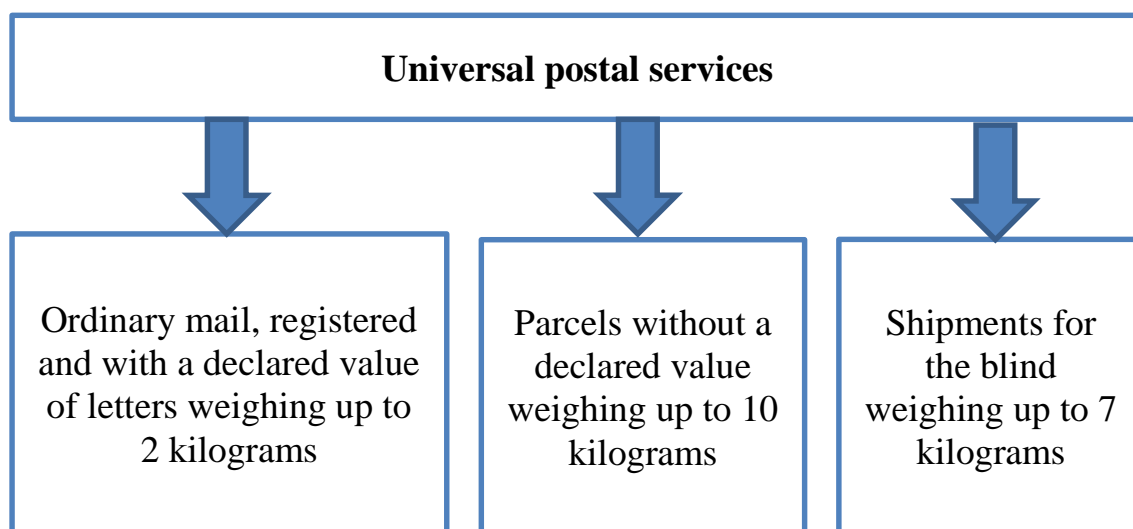 Universal postal services
Ordinary mail, registered
and with a declared value
of letters weighing up to
2 kilograms
Parcels without a
declared value
weighing up to 10
kilograms
Shipments for
the blind
weighing up to 7
kilograms